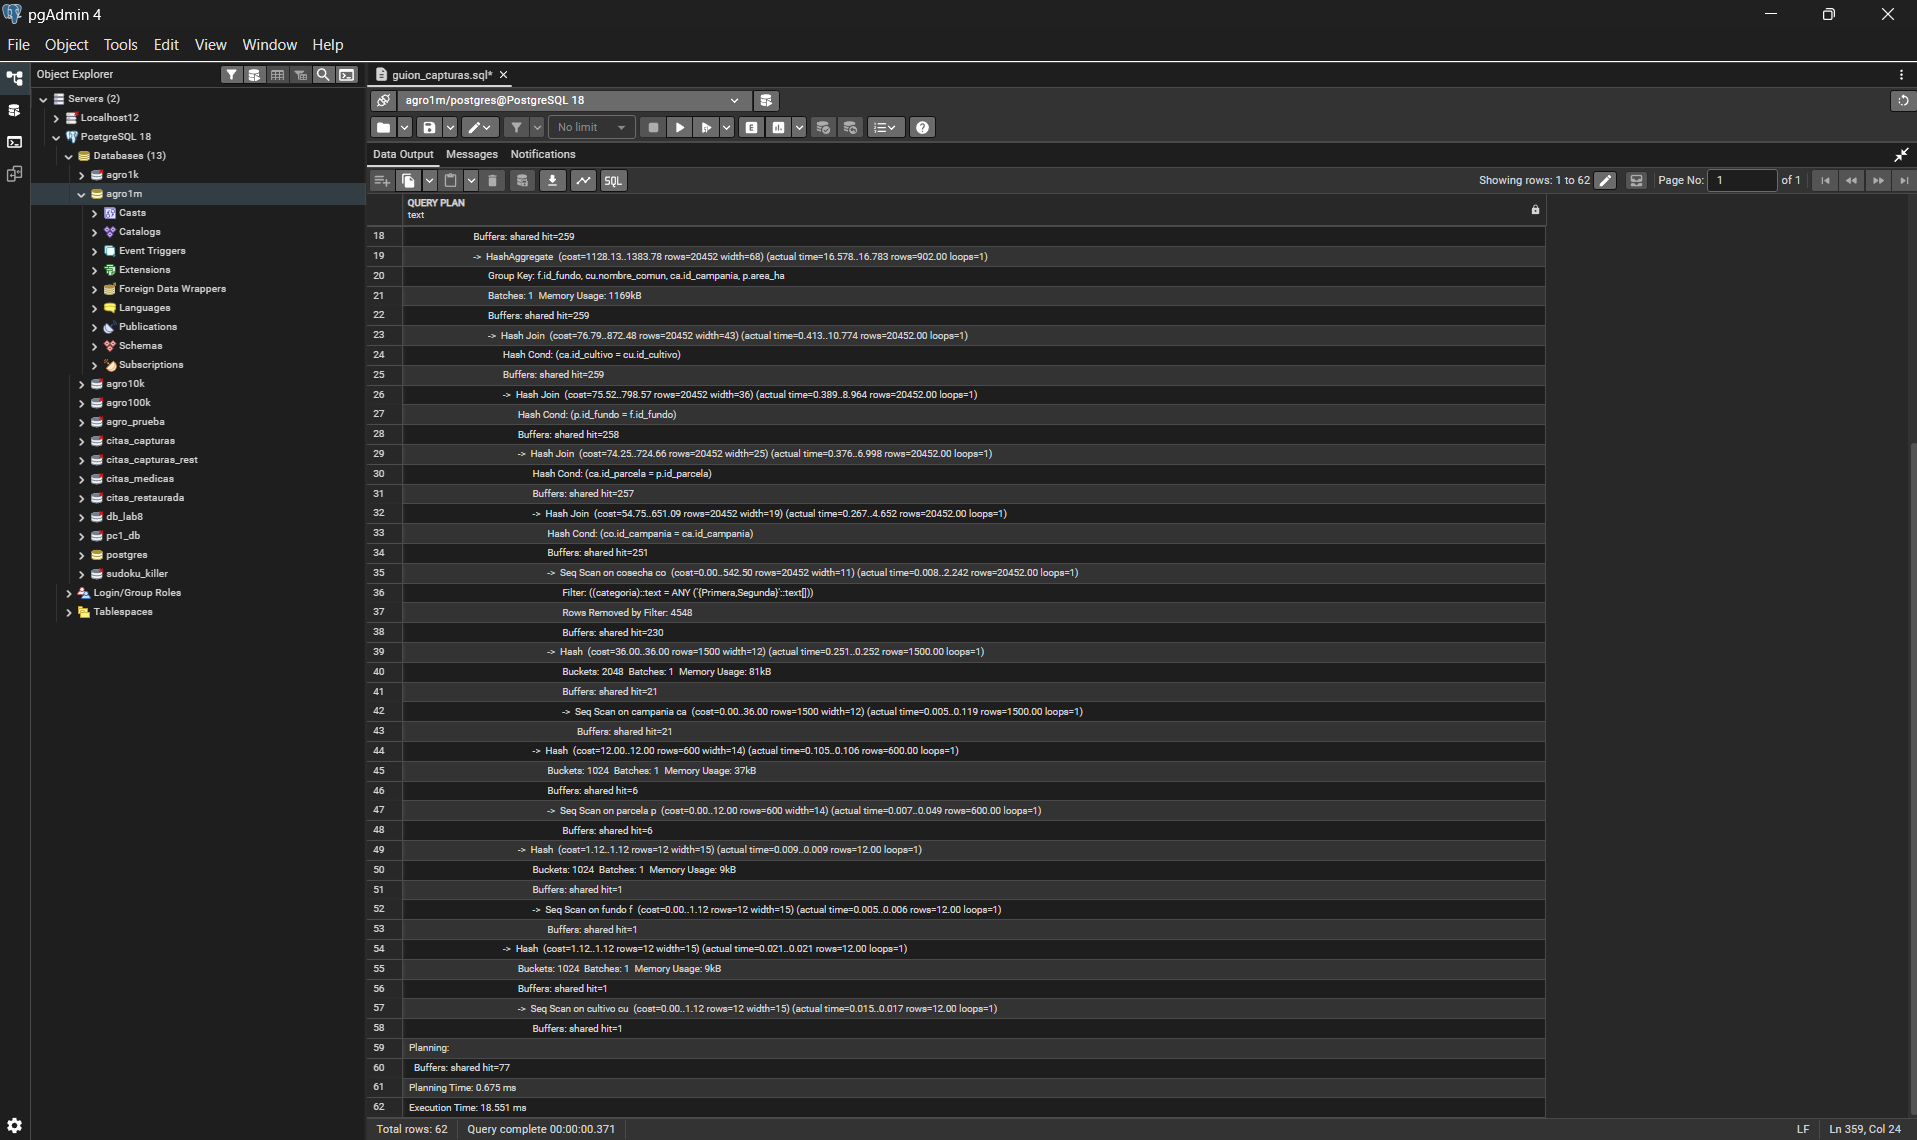 pgAdmin 4
File Object Tools Edit View Window Help
Object Explorer
guion_capturas.sql*
Servers (2)
Localhost12
PostgreSQL 18
Databases (13)
agro1k
agro1m
Casts
Catalogs
Event Triggers
Extensions
Foreign Data Wrappers
Languages
Publications
Schemas
Subscriptions
agro10k
agro100k
agro_prueba
citas_capturas
citas_capturas_rest
citas_medicas
citas_restaurada
db_lab8
pc1_db
postgres
sudoku_killer
Login/Group Roles
Tablespaces
agro1m/postgres@PostgreSQL 18
No limit
E
Data Output Messages Notifications
SQL
Showing rows: 1 to 62
Page No: 1 of 1
QUERY PLAN
text
18 Buffers: shared hit=259
19 -> HashAggregate (cost=1128.13..1383.78 rows=20452 width=68) (actual time=16.578..16.783 rows=902.00 loops=1)
20 Group Key: f.id_fundo, cu.nombre_comun, ca.id_campania, p.area_ha
21 Batches: 1 Memory Usage: 1169kB
22 Buffers: shared hit=259
23 -> Hash Join (cost=76.79..872.48 rows=20452 width=43) (actual time=0.413..10.774 rows=20452.00 loops=1)
24 Hash Cond: (ca.id_cultivo = cu.id_cultivo)
25 Buffers: shared hit=259
26 -> Hash Join (cost=75.52..798.57 rows=20452 width=36) (actual time=0.389..8.964 rows=20452.00 loops=1)
27 Hash Cond: (p.id_fundo = f.id_fundo)
28 Buffers: shared hit=258
29 -> Hash Join (cost=74.25..724.66 rows=20452 width=25) (actual time=0.376..6.998 rows=20452.00 loops=1)
30 Hash Cond: (ca.id_parcela = p.id_parcela)
31 Buffers: shared hit=257
32 -> Hash Join (cost=54.75..651.09 rows=20452 width=19) (actual time=0.267..4.652 rows=20452.00 loops=1)
33 Hash Cond: (co.id_campania = ca.id_campania)
34 Buffers: shared hit=251
35 -> Seq Scan on cosecha co (cost=0.00..542.50 rows=20452 width=11) (actual time=0.008..2.242 rows=20452.00 loops=1)
36 Filter: ((categoria)::text = ANY ('{Primera,Segunda}'::text[]))
37 Rows Removed by Filter: 4548
38 Buffers: shared hit=230
39 -> Hash (cost=36.00..36.00 rows=1500 width=12) (actual time=0.251..0.252 rows=1500.00 loops=1)
40 Buckets: 2048 Batches: 1 Memory Usage: 81kB
41 Buffers: shared hit=21
42 -> Seq Scan on campania ca (cost=0.00..36.00 rows=1500 width=12) (actual time=0.005..0.119 rows=1500.00 loops=1)
43 Buffers: shared hit=21
44 -> Hash (cost=12.00..12.00 rows=600 width=14) (actual time=0.105..0.106 rows=600.00 loops=1)
45 Buckets: 1024 Batches: 1 Memory Usage: 37kB
46 Buffers: shared hit=6
47 -> Seq Scan on parcela p (cost=0.00..12.00 rows=600 width=14) (actual time=0.007..0.049 rows=600.00 loops=1)
48 Buffers: shared hit=6
49 -> Hash (cost=1.12..1.12 rows=12 width=15) (actual time=0.009..0.009 rows=12.00 loops=1)
50 Buckets: 1024 Batches: 1 Memory Usage: 9kB
51 Buffers: shared hit=1
52 -> Seq Scan on fundo f (cost=0.00..1.12 rows=12 width=15) (actual time=0.005..0.006 rows=12.00 loops=1)
53 Buffers: shared hit=1
54 -> Hash (cost=1.12..1.12 rows=12 width=15) (actual time=0.021..0.021 rows=12.00 loops=1)
55 Buckets: 1024 Batches: 1 Memory Usage: 9kB
56 Buffers: shared hit=1
57 -> Seq Scan on cultivo cu (cost=0.00..1.12 rows=12 width=15) (actual time=0.015..0.017 rows=12.00 loops=1)
58 Buffers: shared hit=1
59 Planning:
60 Buffers: shared hit=77
61 Planning Time: 0.675 ms
62 Execution Time: 18.551 ms
Total rows: 62 Query complete 00:00:00.371 LF Ln 359, Col 24